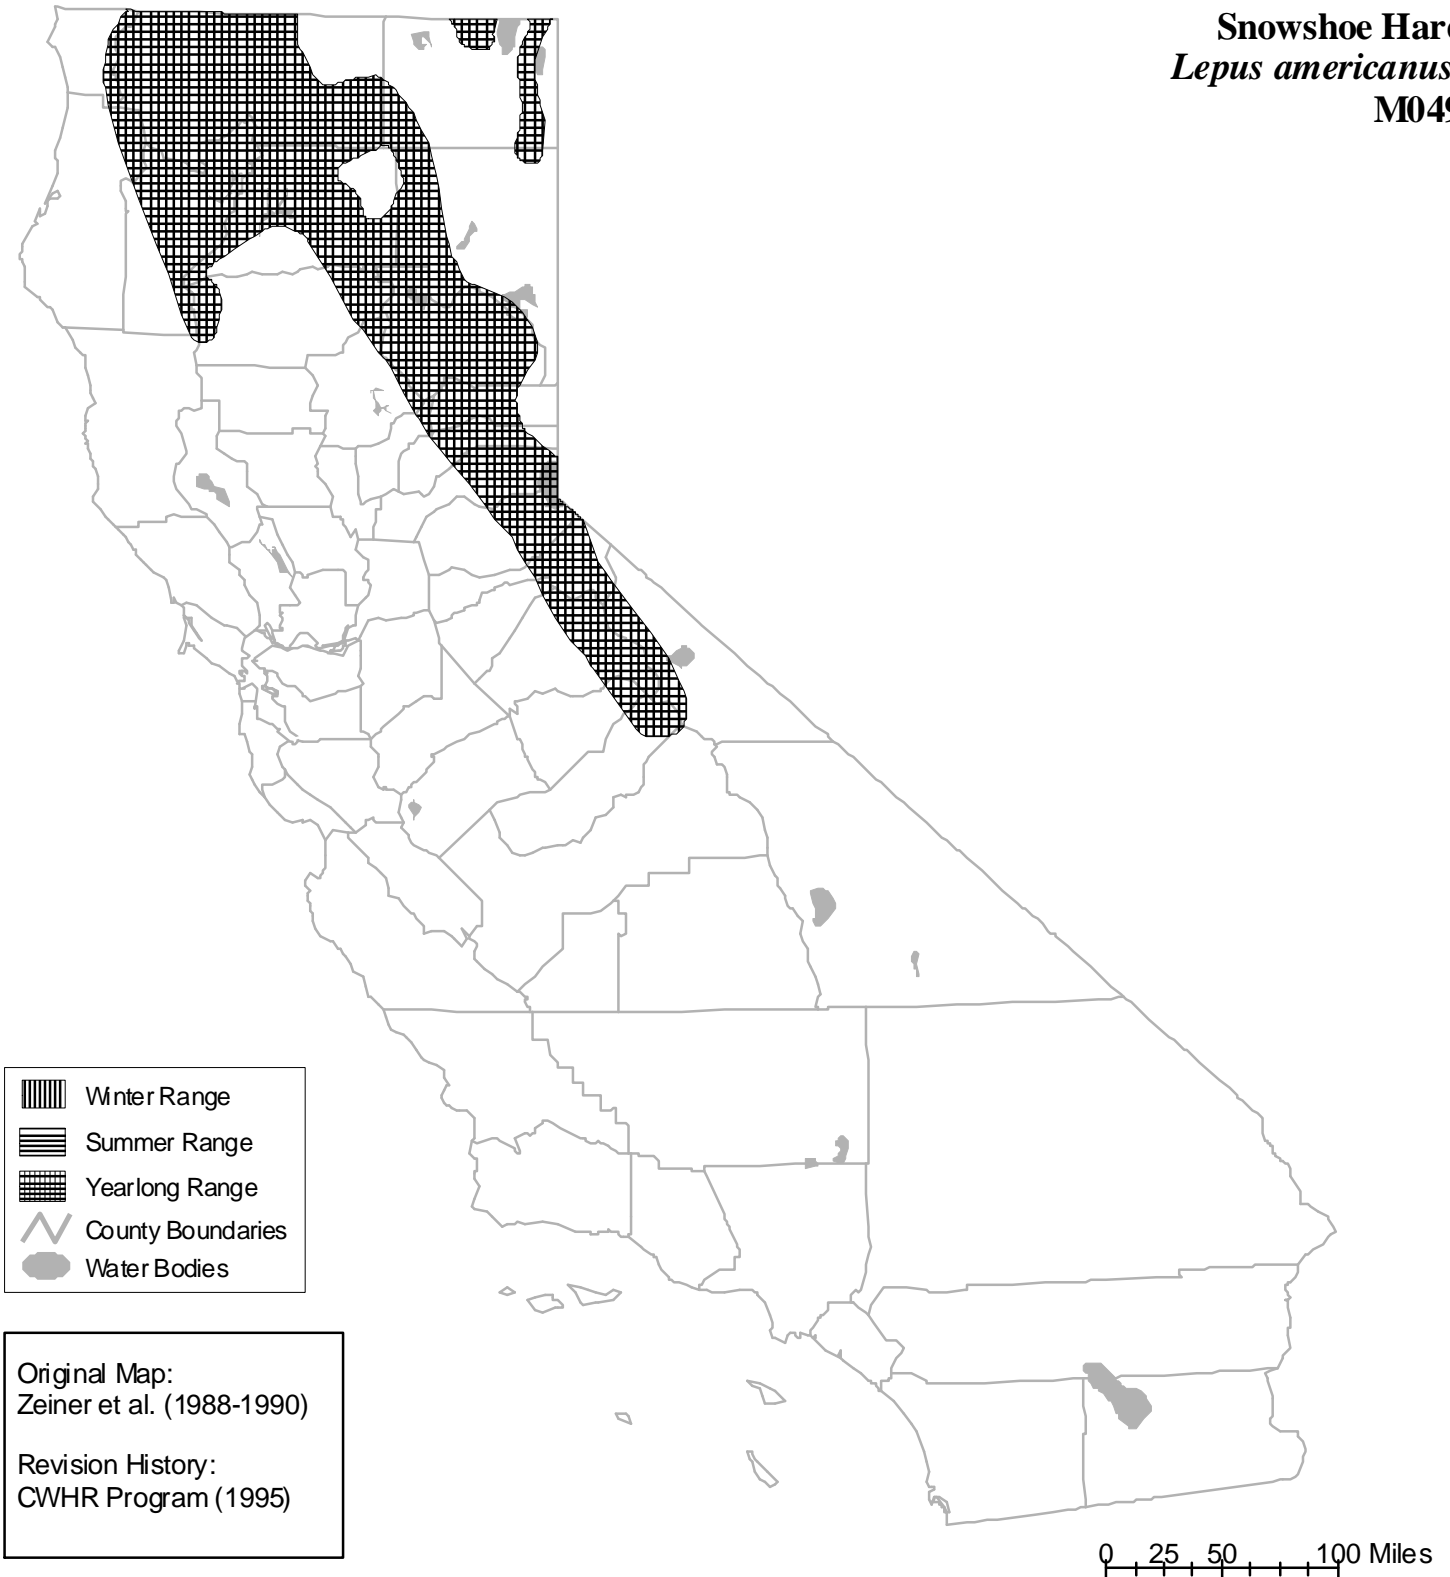 Snowshoe Hare
Lepus americanus
M049
Winter Range
Summer Range
Yearlong Range
County Boundaries
Water Bodies
Original Map:
Zeiner et al. (1988-1990)
Revision History:
CWHR Program (1995)
0 25 50 100 Miles